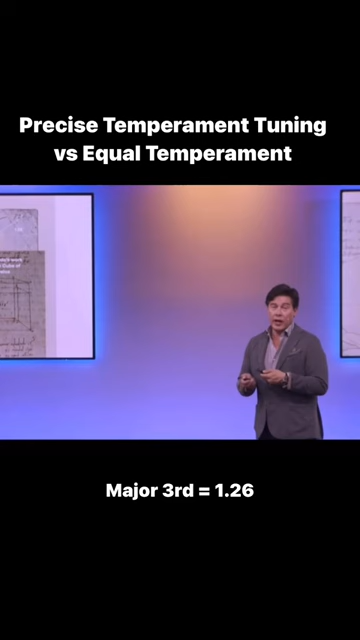 Precise Temperament Tuning
vs Equal Temperament
Major 3rd = 1.26